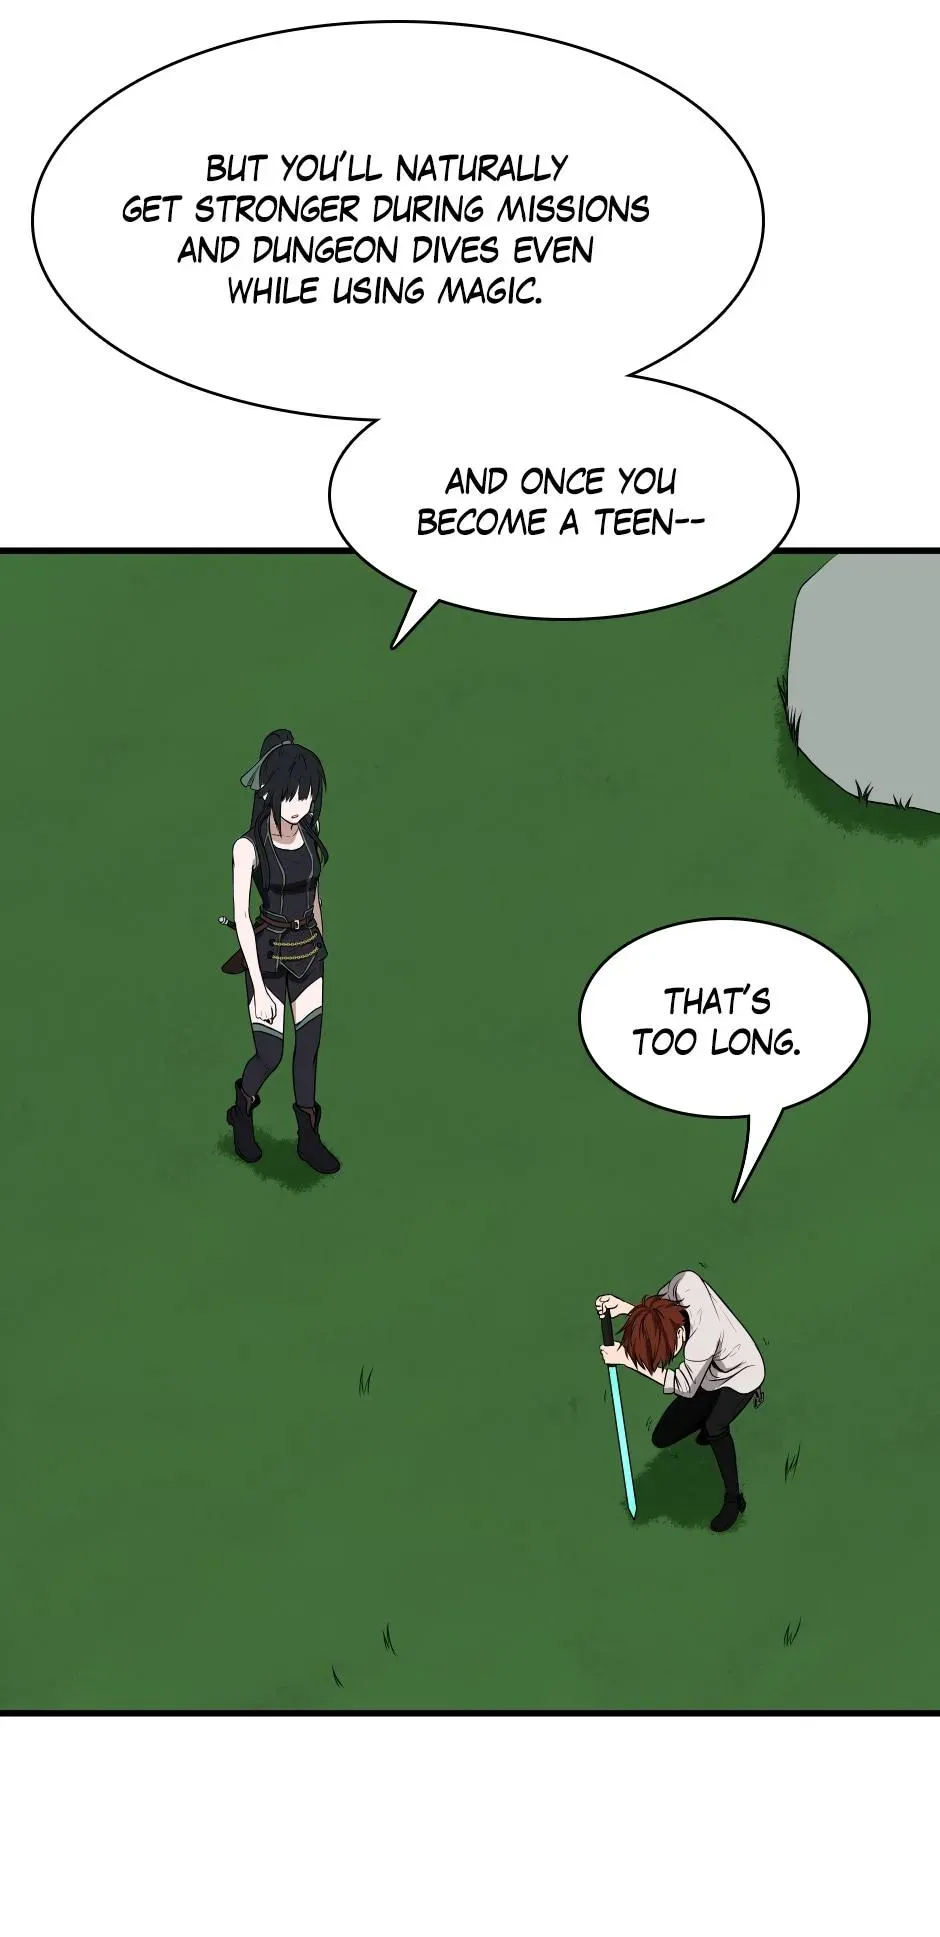 BUT YOU'LL NATURALLY
GET STRONGER DURING MISSIONS
AND DUNGEON DIVES EVEN
WHILE USING MAGIC.
AND ONCE YOU
BECOME A TEEN--
THAT'S
TOO LONG.